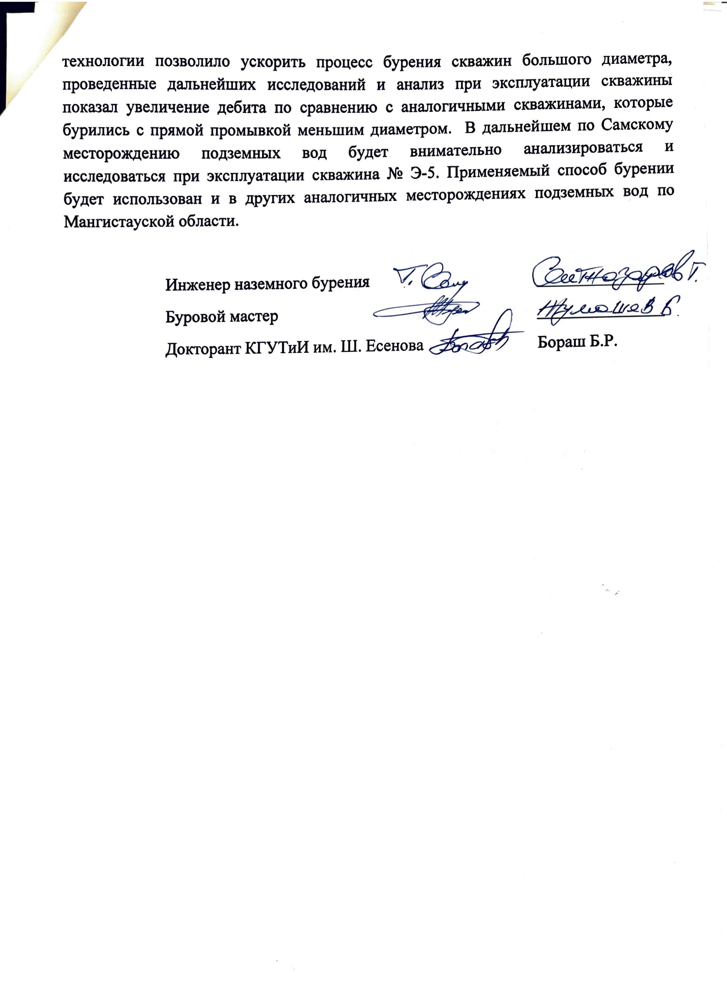 технологии позволило ускорить процесс бурения скважин большого диаметра,
проведенные дальнейших исследований и анализ при эксплуатации скважины
показал увеличение дебита по сравнению с аналогичными скважинами, которые
бурились с прямой промывкой меньшим диаметром. В дальнейшем по Самскому
месторождению подземных вод будет внимательно анализироваться и
исследоваться при эксплуатации скважина № Э-5. Применяемый способ бурении
будет использован и в других аналогичных месторождениях подземных вод по
Мангистауской области.
Инженер наземного бурения Сейтназаров Г.
Буровой мастер Жумашев Б.
Докторант КГУТиИ им. Ш. Есенова Бораш Б.Р.